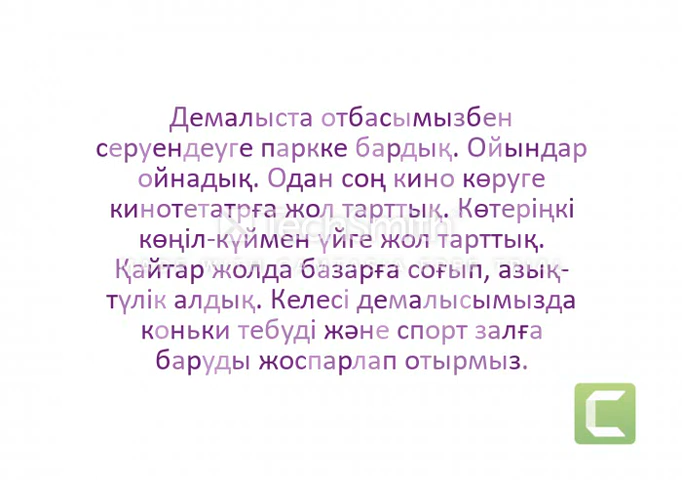 Демалыста отбасымызбен
серуендеуге паркке бардық. Ойындар
ойнадық. Одан соң кино көруге
кинотетатрға жол тарттық. Көтеріңкі
көңіл-күймен үйге жол тарттық.
Қайтар жолда базарға соғып, азық-
түлік алдық. Келесі демалысымызда
коньки тебуді және спорт залға
баруды жоспарлап отырмыз.
TechSmith